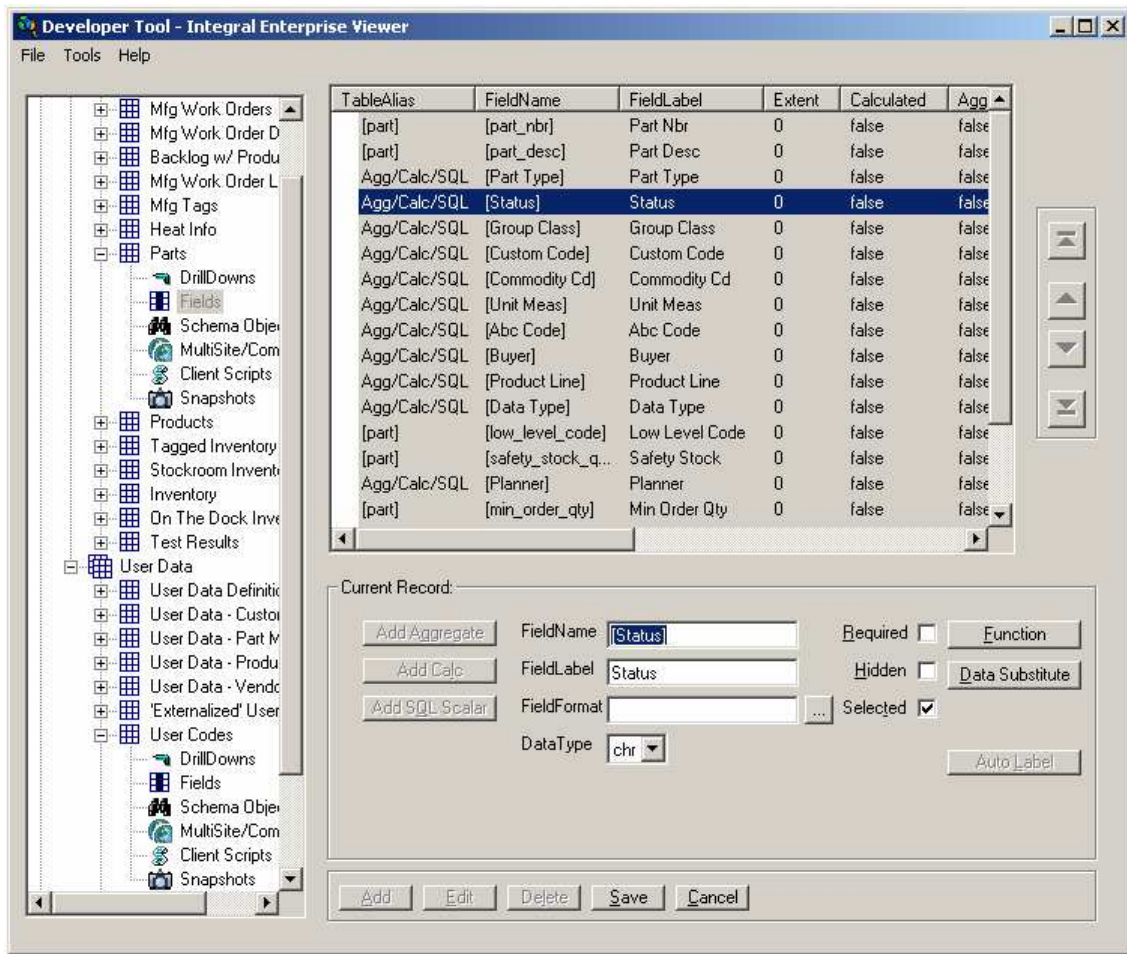 Developer Tool - Integral Enterprise Viewer
File Tools Help
Mfg Work Orders
Mfg Work Order D
Backlog w/ Produ
Mfg Work Order L
Mfg Tags
Heat Info
Parts
DrillDowns
Fields
Schema Obje
MultiSite/Com
Client Scripts
Snapshots
Products
Tagged Inventory
Stockroom Invent
Inventory
On The Dock Inve
Test Results
User Data
User Data Definitio
User Data - Custor
User Data - Part M
User Data - Produ
User Data - Vendo
'Externalized' User
User Codes
DrillDowns
Fields
Schema Obje
MultiSite/Com
Client Scripts
Snapshots
TableAlias FieldName FieldLabel Extent Calculated Agg
[part] [part_nbr] Part Nbr 0 false false
[part] [part_desc] Part Desc 0 false false
Agg/Calc/SQL [Part Type] Part Type 0 false false
Agg/Calc/SQL [Status] Status 0 false false
Agg/Calc/SQL [Group Class] Group Class 0 false false
Agg/Calc/SQL [Custom Code] Custom Code 0 false false
Agg/Calc/SQL [Commodity Cd] Commodity Cd 0 false false
Agg/Calc/SQL [Unit Meas] Unit Meas 0 false false
Agg/Calc/SQL [Abc Code] Abc Code 0 false false
Agg/Calc/SQL [Buyer] Buyer 0 false false
Agg/Calc/SQL [Product Line] Product Line 0 false false
Agg/Calc/SQL [Data Type] Data Type 0 false false
[part] [low_level_code] Low Level Code 0 false false
[part] [safety_stock_q... Safety Stock 0 false false
Agg/Calc/SQL [Planner] Planner 0 false false
[part] [min_order_qty] Min Order Qty 0 false false
Current Record:
Add Aggregate FieldName [Status] Required Function
Add Calc FieldLabel Status Hidden Data Substitute
Add SQL Scalar FieldFormat ... Selected
DataType chr Auto Label
Add Edit Delete Save Cancel